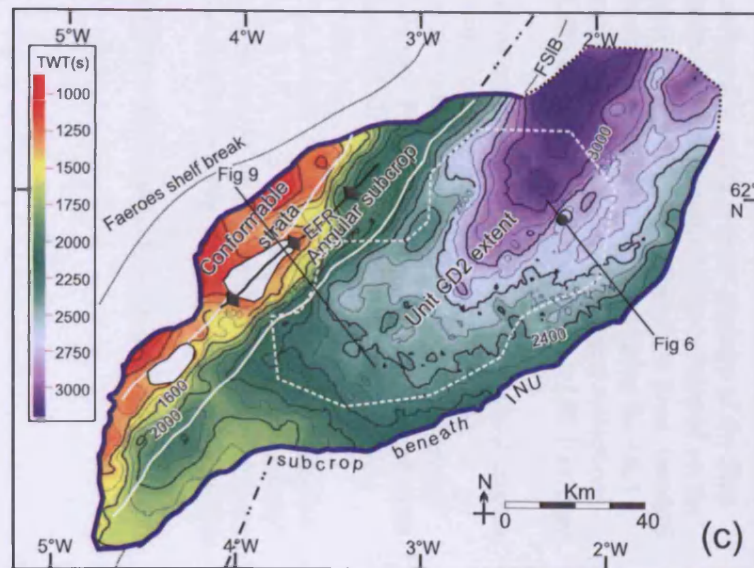 5°W 4°W 3°W 2°W
TWT(s)
1000
1250
1500
1750
2000
2250
2500
2750
3000
FSIB
Faeroes shelf break
Fig 9
Conformable
strata
EFR
Angular subcrop
3000
62°
N
Unit GD2 extent
2400
Fig 6
1600
2000
subcrop beneath INU
N
Km
0 20 40
(c)
5°W 4°W 3°W 2°W